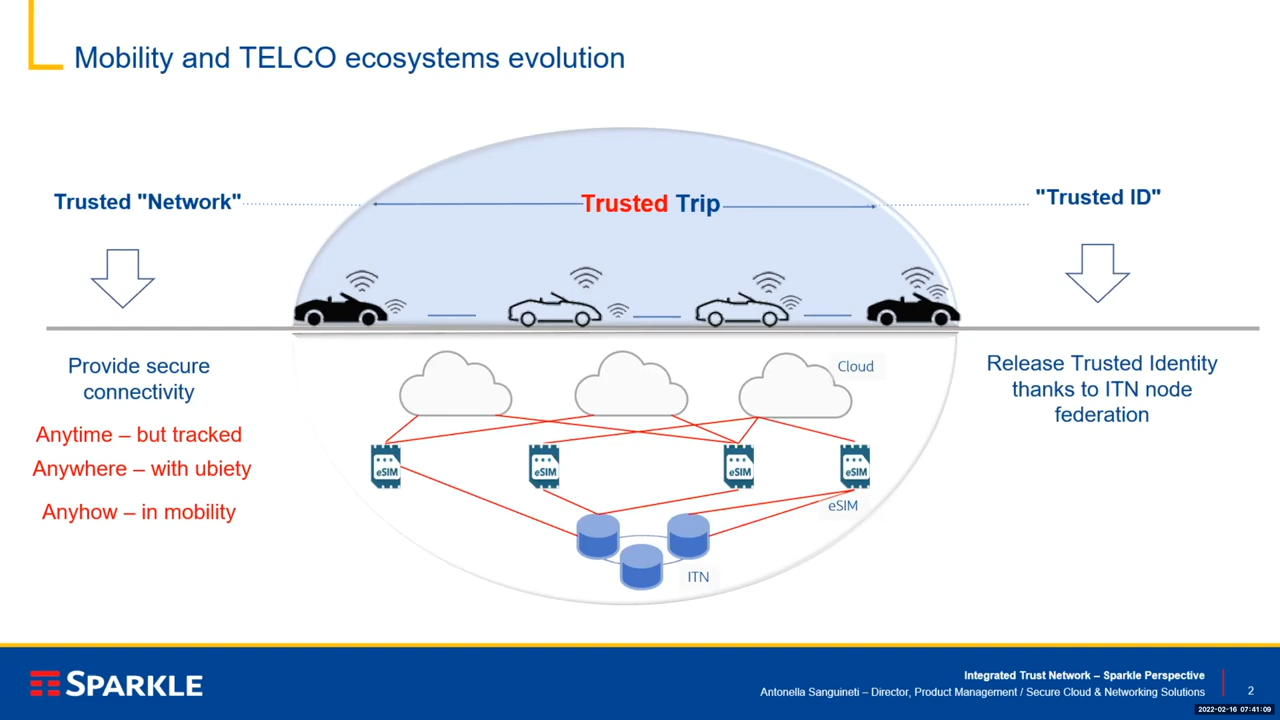 Mobility and TELCO ecosystems evolution
Trusted "Network"
Trusted Trip
"Trusted ID"
Provide secure
connectivity
Anytime – but tracked
Anywhere – with ubiety
Anyhow – in mobility
Cloud
eSIM
eSIM
eSIM
eSIM
eSIM
ITN
Release Trusted Identity
thanks to ITN node
federation
SPARKLE
Integrated Trust Network – Sparkle Perspective
Antonella Sanguineti – Director, Product Management / Secure Cloud & Networking Solutions
2
2022-02-16 07:41:09